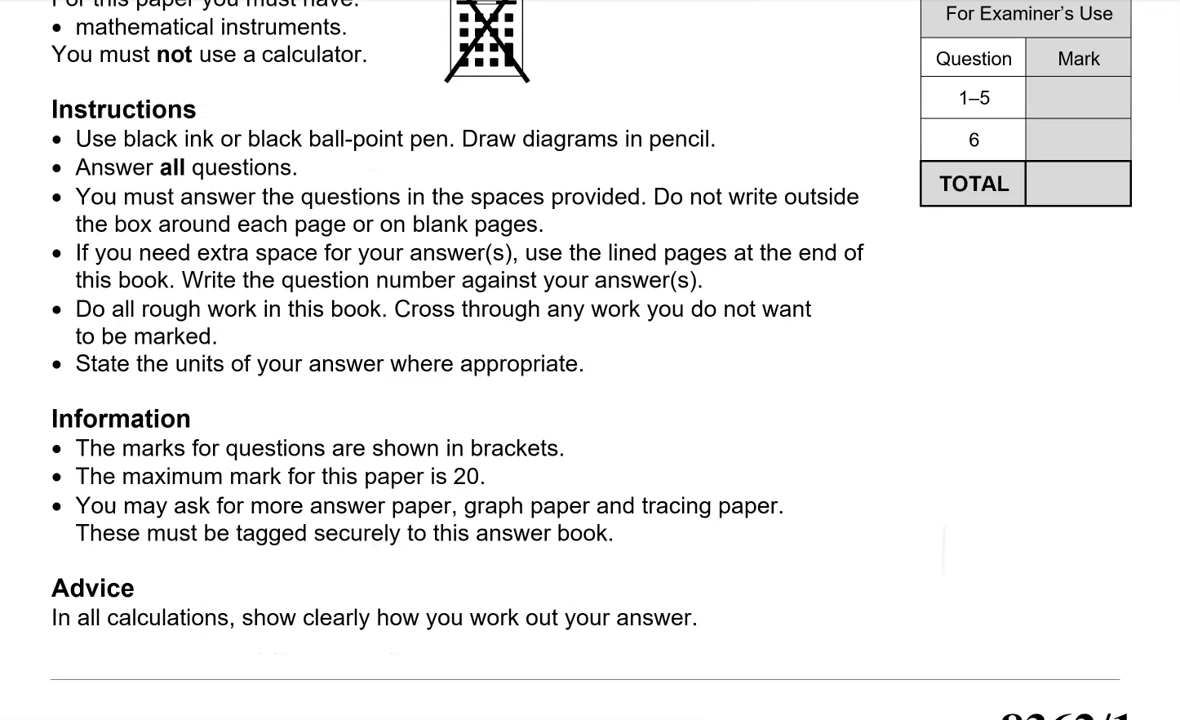 For this paper you must have:
• mathematical instruments.
You must not use a calculator.
For Examiner's Use
Question Mark
1–5
6
TOTAL
Instructions
• Use black ink or black ball-point pen. Draw diagrams in pencil.
• Answer all questions.
• You must answer the questions in the spaces provided. Do not write outside
the box around each page or on blank pages.
• If you need extra space for your answer(s), use the lined pages at the end of
this book. Write the question number against your answer(s).
• Do all rough work in this book. Cross through any work you do not want
to be marked.
• State the units of your answer where appropriate.
Information
• The marks for questions are shown in brackets.
• The maximum mark for this paper is 20.
• You may ask for more answer paper, graph paper and tracing paper.
These must be tagged securely to this answer book.
Advice
In all calculations, show clearly how you work out your answer.